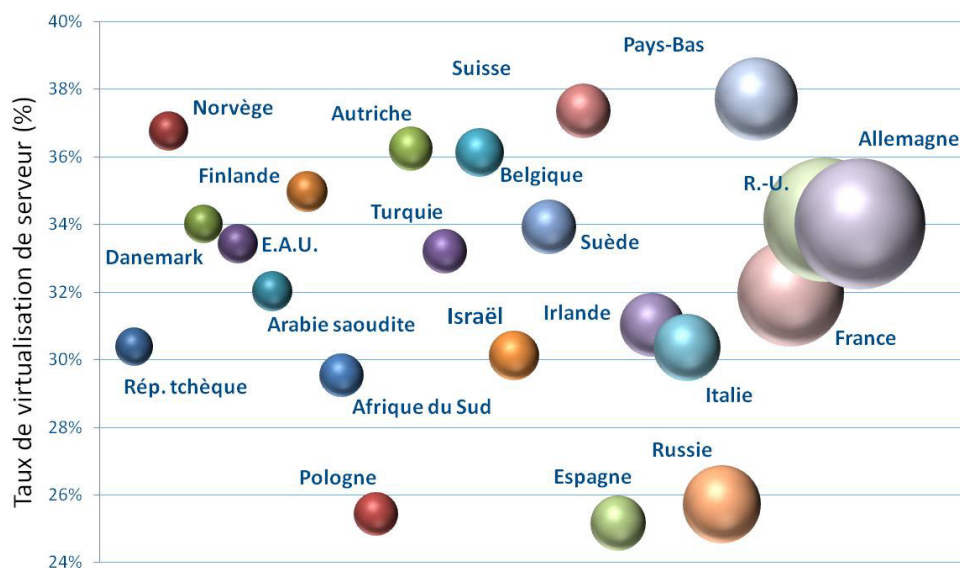 40%
38%
36%
34%
32%
30%
28%
26%
24%
Taux de virtualisation de serveur (%)
Pays-Bas
Suisse
Norvège
Autriche
Allemagne
Finlande
Belgique
R.-U.
Turquie
Danemark
E.A.U.
Suède
Arabie saoudite
Israël
Irlande
France
Rép. tchèque
Afrique du Sud
Italie
Pologne
Espagne
Russie